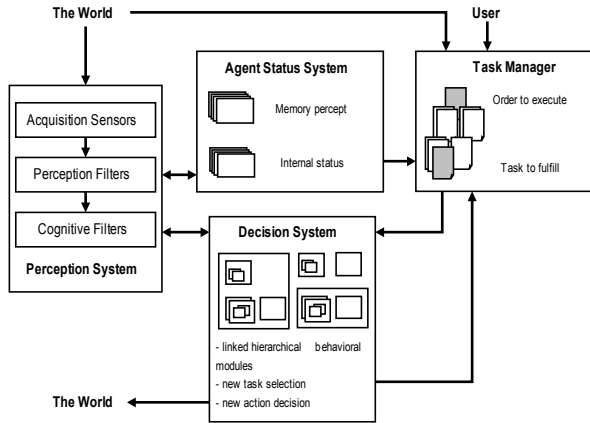 The World
User
Agent Status System
Memory percept
Internal status
Task Manager
Order to execute
Task to fulfill
Acquisition Sensors
Perception Filters
Cognitive Filters
Perception System
Decision System
- linked hierarchical behavioral
modules
- new task selection
- new action decision
The World